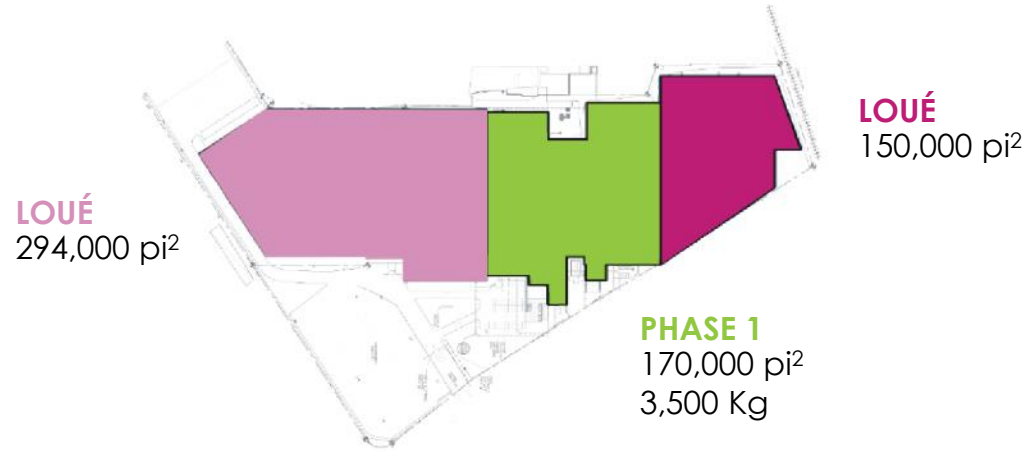 LOUÉ
294,000 pi²
PHASE 1
170,000 pi²
3,500 Kg
LOUÉ
150,000 pi²